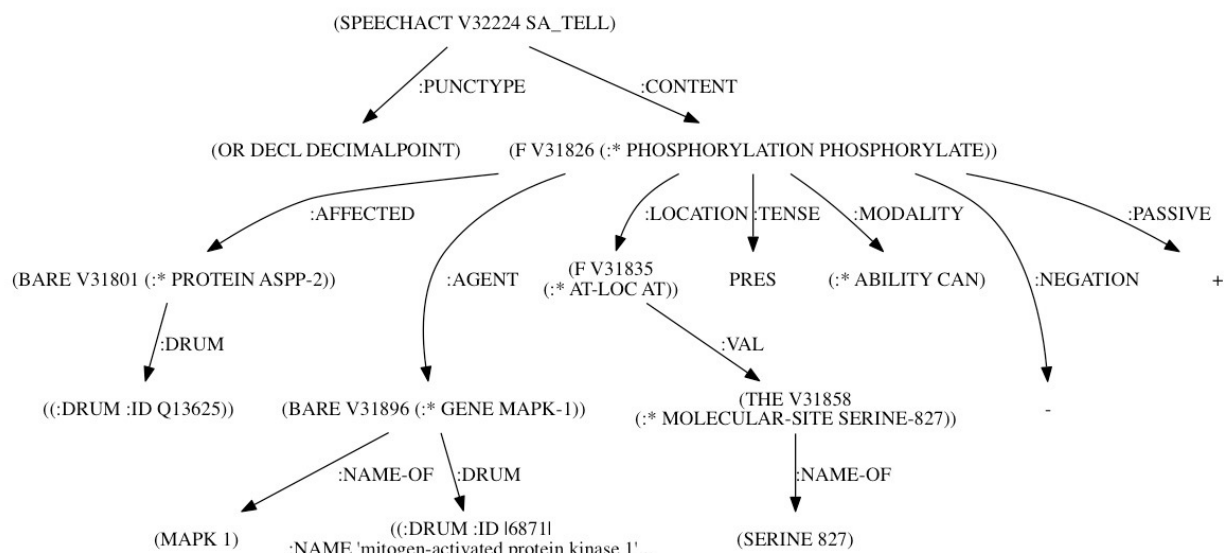 (SPEECHACT V32224 SA_TELL)
:PUNCTYPE :CONTENT
(OR DECL DECIMALPOINT) (F V31826 (:* PHOSPHORYLATION PHOSPHORYLATE))
:AFFECTED :LOCATION :TENSE :MODALITY :PASSIVE
(BARE V31801 (:* PROTEIN ASPP-2)) :AGENT (F V31835 PRES (:* ABILITY CAN) :NEGATION +
(:* AT-LOC AT))
:DRUM :VAL
((:DRUM :ID Q13625)) (BARE V31896 (:* GENE MAPK-1)) (THE V31858 -
(:* MOLECULAR-SITE SERINE-827))
:NAME-OF :DRUM :NAME-OF
(MAPK 1) ((:DRUM :ID |6871| (SERINE 827)
:NAME 'mitogen-activated protein kinase 1'...